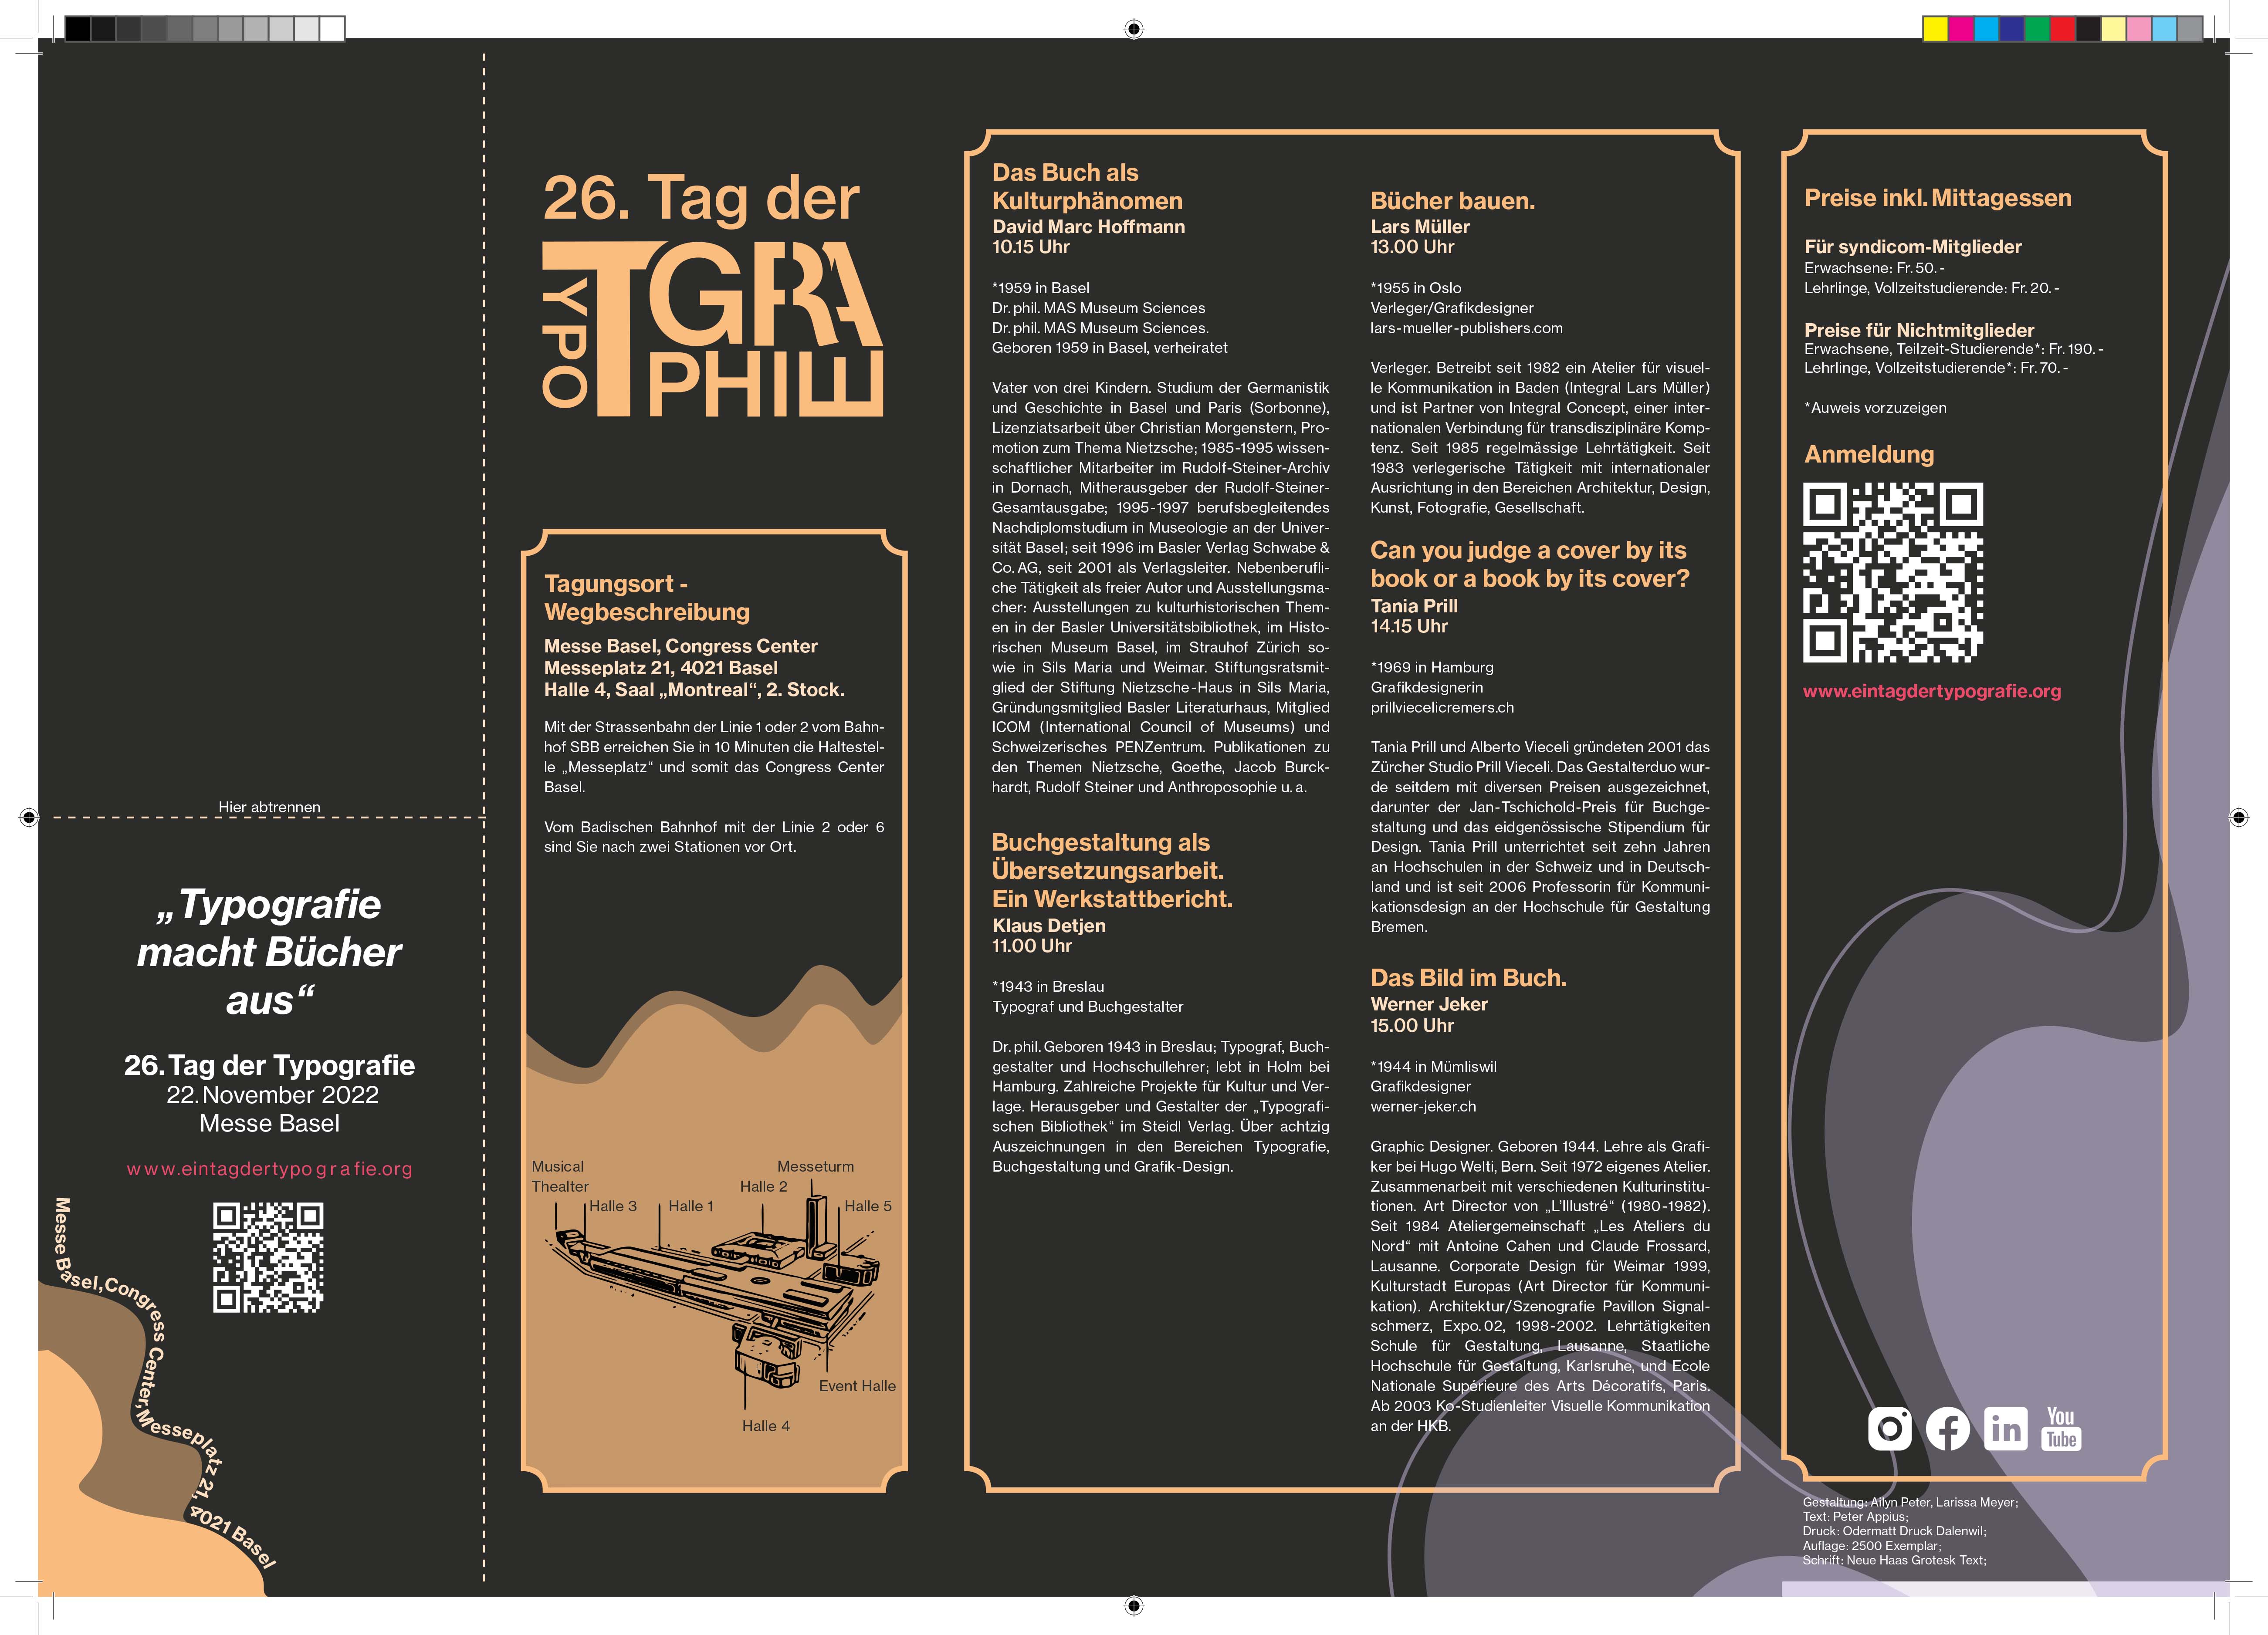 Hier abtrennen
„Typografie
macht Bücher
aus“
26. Tag der Typografie
22. November 2022
Messe Basel
www.eintagdertypografie.org
Messe Basel, Congress Center, Messeplatz 21, 4021 Basel
26. Tag der
TYPO
GRA
PHIE
Tagungsort -
Wegbeschreibung
Messe Basel, Congress Center
Messeplatz 21, 4021 Basel
Halle 4, Saal „Montreal“, 2. Stock.
Mit der Strassenbahn der Linie 1 oder 2 vom Bahn-
hof SBB erreichen Sie in 10 Minuten die Haltestel-
le „Messeplatz“ und somit das Congress Center
Basel.
Vom Badischen Bahnhof mit der Linie 2 oder 6
sind Sie nach zwei Stationen vor Ort.
Musical
Thealter
Halle 3
Halle 1
Halle 2
Messeturm
Halle 5
Event Halle
Halle 4
Das Buch als
Kulturphänomen
David Marc Hoffmann
10.15 Uhr
*1959 in Basel
Dr. phil. MAS Museum Sciences
Dr. phil. MAS Museum Sciences.
Geboren 1959 in Basel, verheiratet
Vater von drei Kindern. Studium der Germanistik
und Geschichte in Basel und Paris (Sorbonne),
Lizenziatsarbeit über Christian Morgenstern, Pro-
motion zum Thema Nietzsche; 1985-1995 wissen-
schaftlicher Mitarbeiter im Rudolf-Steiner-Archiv
in Dornach, Mitherausgeber der Rudolf-Steiner-
Gesamtausgabe; 1995-1997 berufsbegleitendes
Nachdiplomstudium in Museologie an der Univer-
sität Basel; seit 1996 im Basler Verlag Schwabe &
Co. AG, seit 2001 als Verlagsleiter. Nebenberufli-
che Tätigkeit als freier Autor und Ausstellungsma-
cher: Ausstellungen zu kulturhistorischen Them-
en in der Basler Universitätsbibliothek, im Histo-
rischen Museum Basel, im Strauhof Zürich so-
wie in Sils Maria und Weimar. Stiftungsratsmit-
glied der Stiftung Nietzsche-Haus in Sils Maria,
Gründungsmitglied Basler Literaturhaus, Mitglied
ICOM (International Council of Museums) und
Schweizerisches PENZentrum. Publikationen zu
den Themen Nietzsche, Goethe, Jacob Burck-
hardt, Rudolf Steiner und Anthroposophie u. a.
Buchgestaltung als
Übersetzungsarbeit.
Ein Werkstattbericht.
Klaus Detjen
11.00 Uhr
*1943 in Breslau
Typograf und Buchgestalter
Dr. phil. Geboren 1943 in Breslau; Typograf, Buch-
gestalter und Hochschullehrer; lebt in Holm bei
Hamburg. Zahlreiche Projekte für Kultur und Ver-
lage. Herausgeber und Gestalter der „Typografi-
schen Bibliothek“ im Steidl Verlag. Über achtzig
Auszeichnungen in den Bereichen Typografie,
Buchgestaltung und Grafik-Design.
Bücher bauen.
Lars Müller
13.00 Uhr
*1955 in Oslo
Verleger/Grafikdesigner
lars-mueller-publishers.com
Verleger. Betreibt seit 1982 ein Atelier für visuel-
le Kommunikation in Baden (Integral Lars Müller)
und ist Partner von Integral Concept, einer inter-
nationalen Verbindung für transdisziplinäre Komp-
tenz. Seit 1985 regelmässige Lehrtätigkeit. Seit
1983 verlegerische Tätigkeit mit internationaler
Ausrichtung in den Bereichen Architektur, Design,
Kunst, Fotografie, Gesellschaft.
Can you judge a cover by its
book or a book by its cover?
Tania Prill
14.15 Uhr
*1969 in Hamburg
Grafikdesignerin
prillviecelicremers.ch
Tania Prill und Alberto Vieceli gründeten 2001 das
Zürcher Studio Prill Vieceli. Das Gestalterduo wur-
de seitdem mit diversen Preisen ausgezeichnet,
darunter der Jan-Tschichold-Preis für Buchge-
staltung und das eidgenössische Stipendium für
Design. Tania Prill unterrichtet seit zehn Jahren
an Hochschulen in der Schweiz und in Deutsch-
land und ist seit 2006 Professorin für Kommuni-
kationsdesign an der Hochschule für Gestaltung
Bremen.
Das Bild im Buch.
Werner Jeker
15.00 Uhr
*1944 in Mümliswil
Grafikdesigner
werner-jeker.ch
Graphic Designer. Geboren 1944. Lehre als Grafi-
ker bei Hugo Welti, Bern. Seit 1972 eigenes Atelier.
Zusammenarbeit mit verschiedenen Kulturinstitu-
tionen. Art Director von „L’Illustré“ (1980-1982).
Seit 1984 Ateliergemeinschaft „Les Ateliers du
Nord“ mit Antoine Cahen und Claude Frossard,
Lausanne. Corporate Design für Weimar 1999,
Kulturstadt Europas (Art Director für Kommuni-
kation). Architektur/Szenografie Pavillon Signal-
schmerz, Expo. 02, 1998-2002. Lehrtätigkeiten
Schule für Gestaltung, Lausanne, Staatliche
Hochschule für Gestaltung, Karlsruhe, und Ecole
Nationale Supérieure des Arts Décoratifs, Paris.
Ab 2003 Ko-Studienleiter Visuelle Kommunikation
an der HKB.
Preise inkl. Mittagessen
Für syndicom-Mitglieder
Erwachsene: Fr. 50. -
Lehrlinge, Vollzeitstudierende: Fr. 20. -
Preise für Nichtmitglieder
Erwachsene, Teilzeit-Studierende*: Fr. 190. -
Lehrlinge, Vollzeitstudierende*: Fr. 70. -
*Auweis vorzuzeigen
Anmeldung
www.eintagdertypografie.org
in
You
Tube
Gestaltung: Ailyn Peter, Larissa Meyer;
Text: Peter Appius;
Druck: Odermatt Druck Dalenwil;
Auflage: 2500 Exemplar;
Schrift: Neue Haas Grotesk Text;